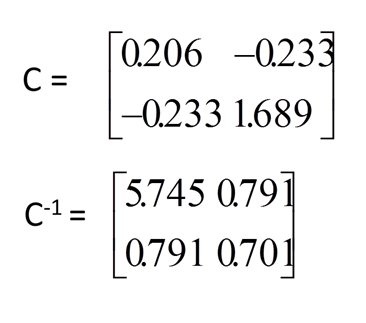 C = [0.206 -0.233
-0.233 1.689]
C⁻¹ = [5.745 0.791
0.791 0.701]